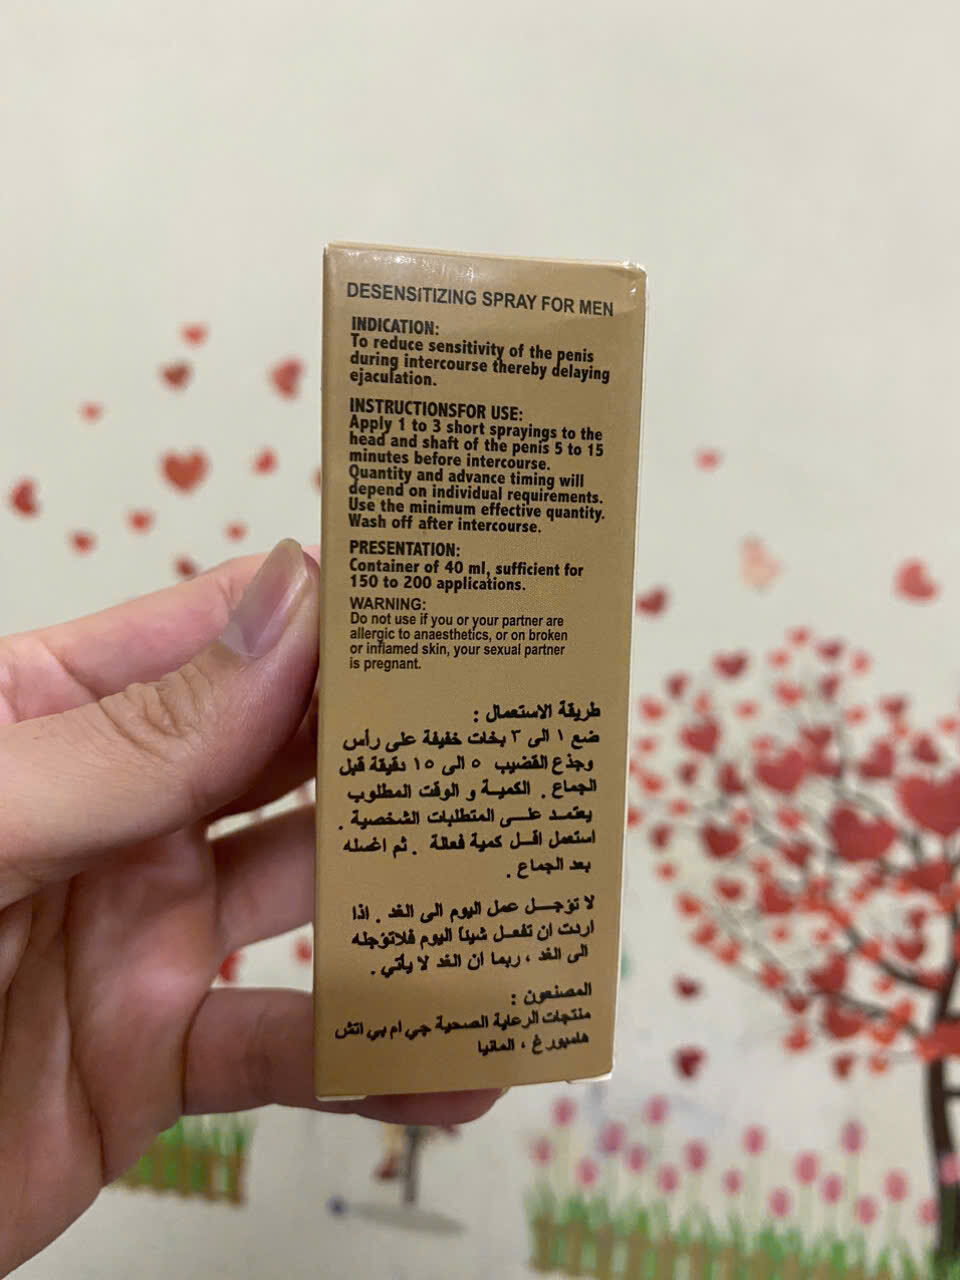 DESENSITIZING SPRAY FOR MEN
INDICATION:
To reduce sensitivity of the penis
during intercourse thereby delaying
ejaculation.
INSTRUCTIONSFOR USE:
Apply 1 to 3 short sprayings to the
head and shaft of the penis 5 to 15
minutes before intercourse.
Quantity and advance timing will
depend on individual requirements.
Use the minimum effective quantity.
Wash off after intercourse.
PRESENTATION:
Container of 40 ml, sufficient for
150 to 200 applications.
WARNING:
Do not use if you or your partner are
allergic to anaesthetics, or on broken
or inflamed skin, your sexual partner
is pregnant.
طريقة الاستعمال :
ضع ١ الى ٣ بخات خفيفة على رأس
وجذع القضيب ٥ الى ١٥ دقيقة قبل
الجماع . الكمية و الوقت المطلوب
يعتمد على المتطلبات الشخصية .
استعمل اقل كمية فعالة . ثم اغسله
بعد الجماع .
لا تؤجل عمل اليوم الى الغد . اذا
اردت ان تفعل شيئا اليوم فلاتؤجله
الى الغد ، ربما ان الغد لا يأتي .
المصنعون :
منتجات الرعاية الصحية جي ام بي اتش
هامبورغ ، المانيا